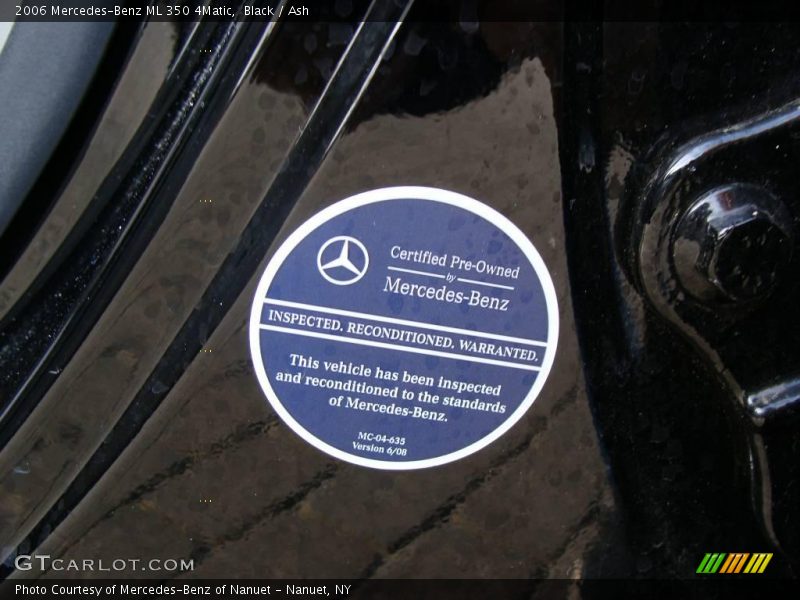 2006 Mercedes-Benz ML 350 4Matic, Black / Ash
Certified Pre-Owned
by
Mercedes-Benz
INSPECTED. RECONDITIONED. WARRANTED.
This vehicle has been inspected
and reconditioned to the standards
of Mercedes-Benz.
MC-04-635
Version 6/08
GTCARLOT.COM
Photo Courtesy of Mercedes-Benz of Nanuet - Nanuet, NY